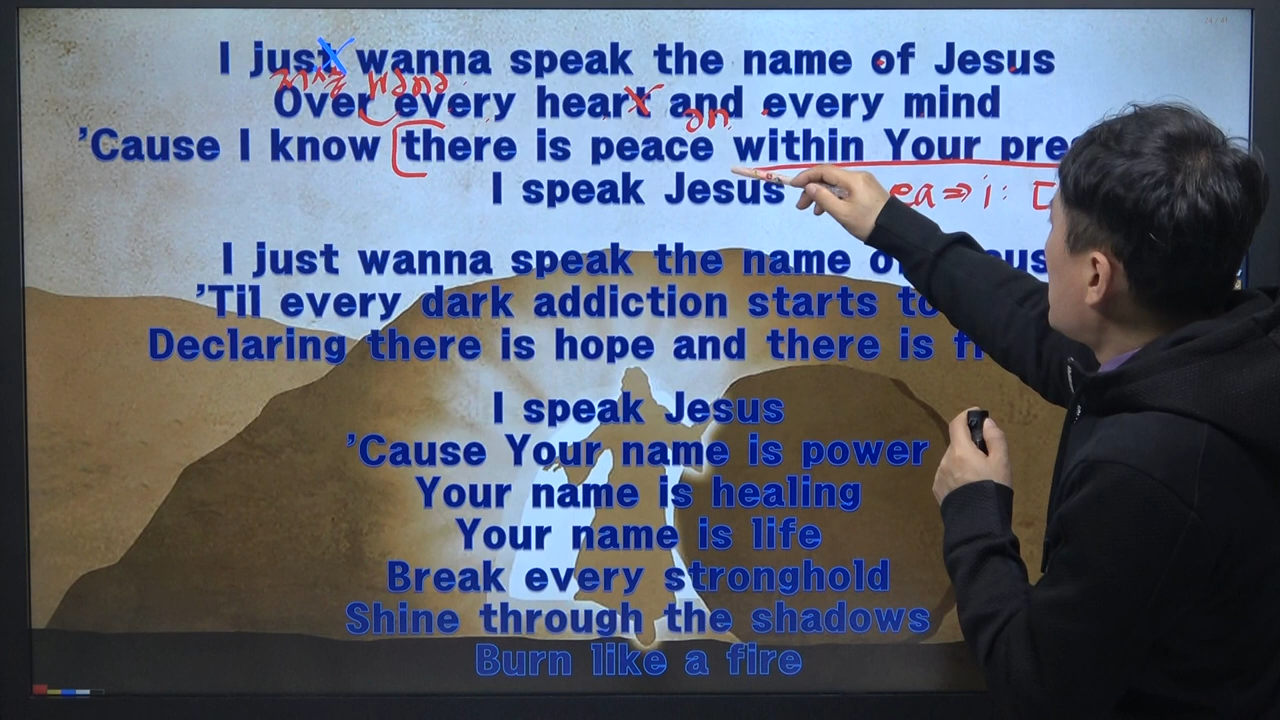 I just wanna speak the name of Jesus
Over every heart and every mind
an
'Cause I know there is peace within Your pre
ea ⇒ i: [
I speak Jesus
I just wanna speak the name
'Til every dark addiction starts to
Declaring there is hope and there is
I speak Jesus
'Cause Your name is power
Your name is healing
Your name is life
Break every stronghold
Shine through the shadows
Burn like a fire